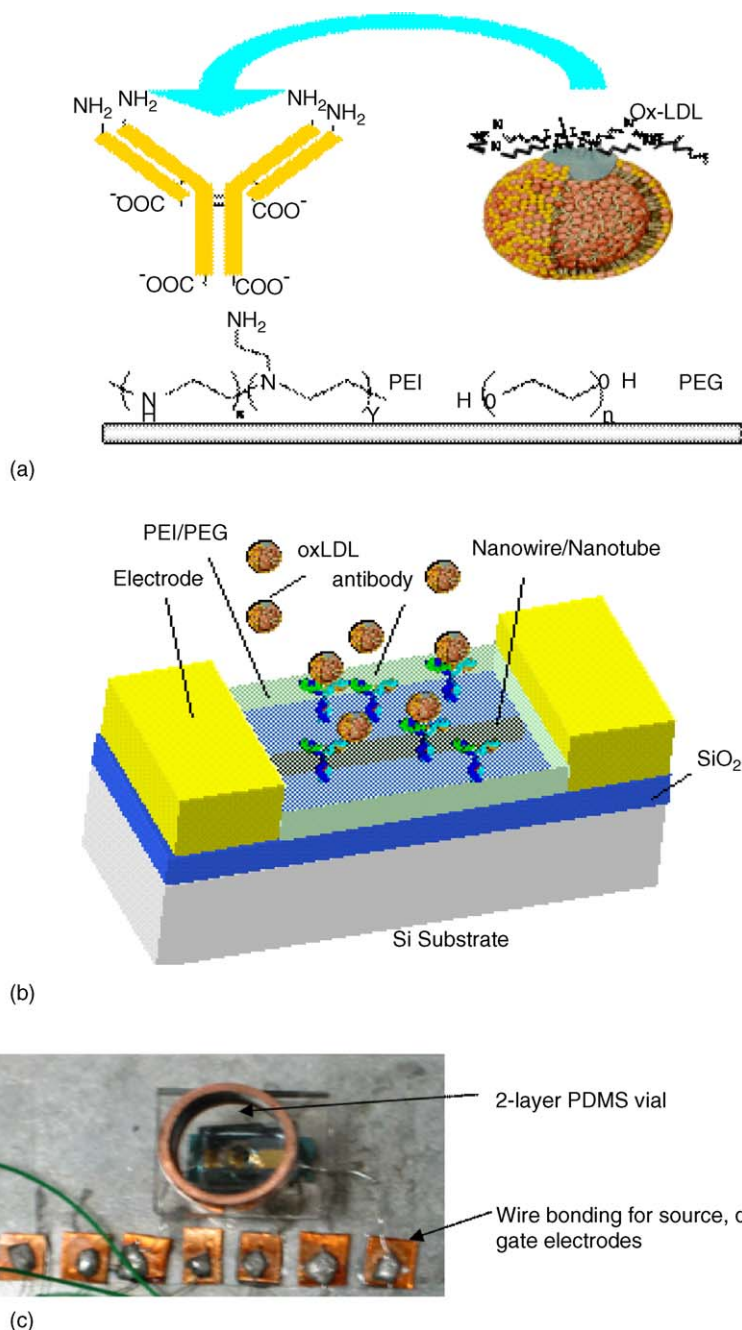 NH2
NH2
NH2
NH2
Ox-LDL
-OOC
COO-
-OOC
COO-
NH2
N
H
N
Y
PEI
H
O
O
H
n
PEG
(a)
PEI/PEG
oxLDL
Nanowire/Nanotube
Electrode
antibody
SiO2
Si Substrate
(b)
2-layer PDMS vial
Wire bonding for source,
gate electrodes
(c)